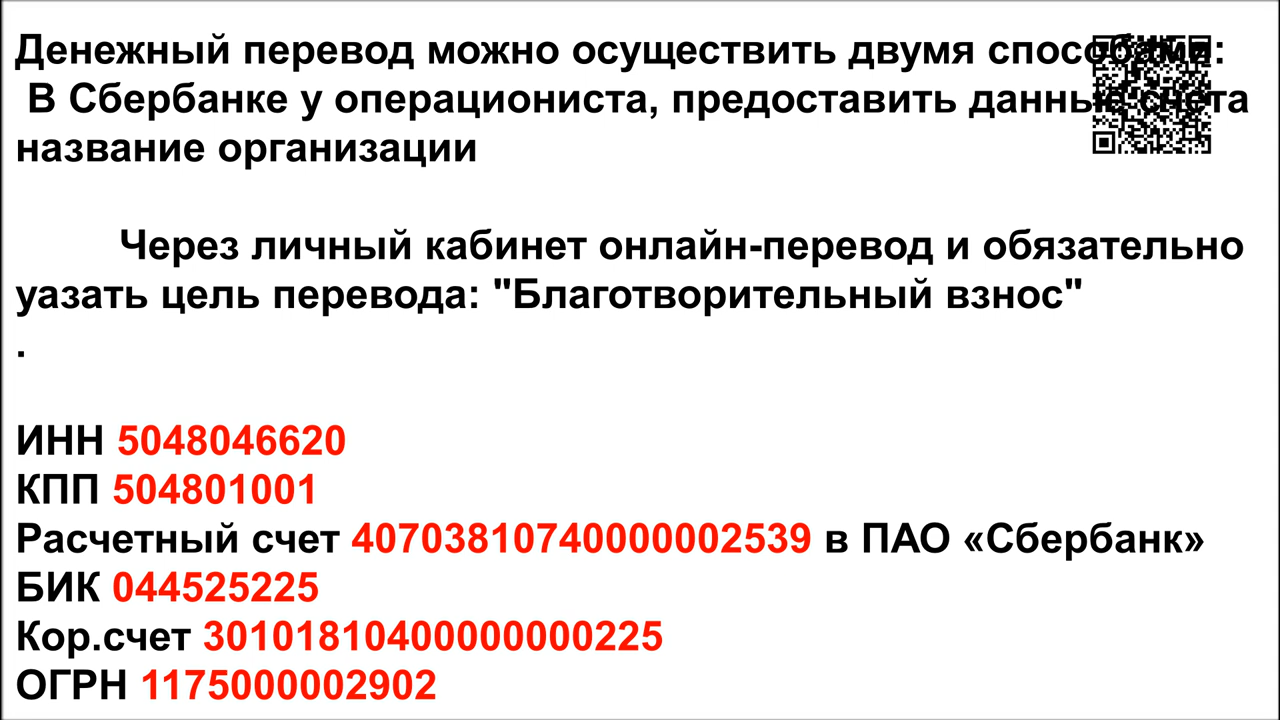 Денежный перевод можно осуществить двумя способами:
В Сбербанке у операциониста, предоставить данные счета
название организации
Через личный кабинет онлайн-перевод и обязательно
уазать цель перевода: "Благотворительный взнос"
.
ИНН 5048046620
КПП 504801001
Расчетный счет 40703810740000002539 в ПАО «Сбербанк»
БИК 044525225
Кор.счет 30101810400000000225
ОГРН 1175000002902